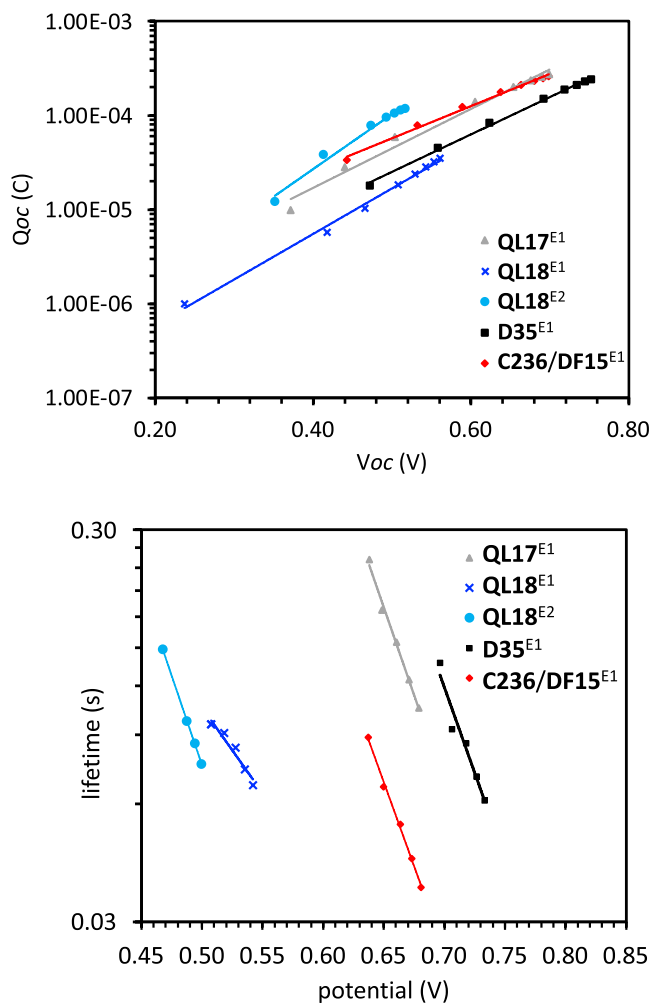 1.00E-03
1.00E-04
1.00E-05
1.00E-06
1.00E-07
Qoc (C)
QL17E1
QL18E1
QL18E2
D35E1
C236/DF15E1
0.20 0.40 0.60 0.80
Voc (V)
0.30
0.03
lifetime (s)
QL17E1
QL18E1
QL18E2
D35E1
C236/DF15E1
0.45 0.50 0.55 0.60 0.65 0.70 0.75 0.80 0.85
potential (V)